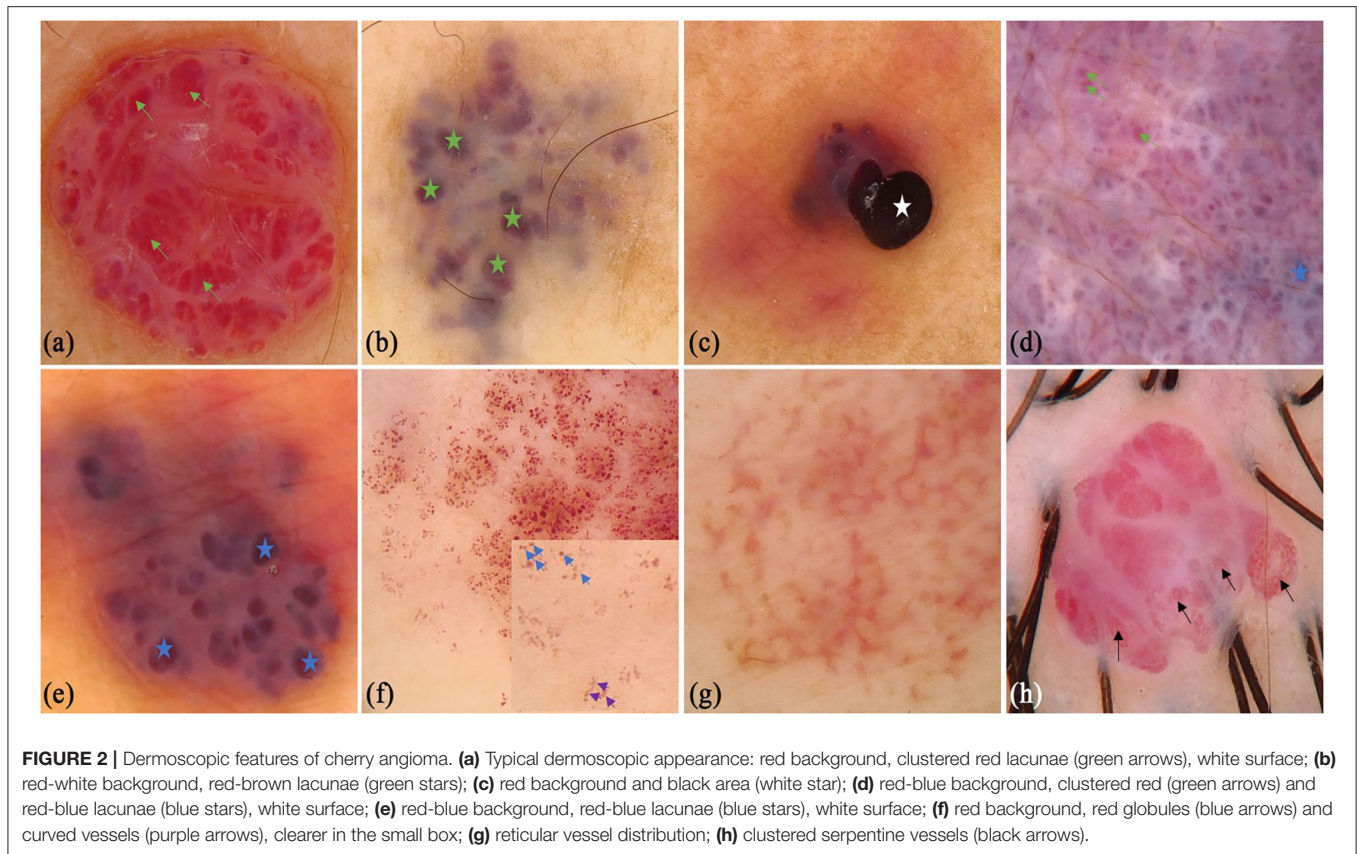 (a)
(b)
(c)
(d)
(e)
(f)
(g)
(h)
FIGURE 2 | Dermoscopic features of cherry angioma. (a) Typical dermoscopic appearance: red background, clustered red lacunae (green arrows), white surface; (b)
red-white background, red-brown lacunae (green stars); (c) red background and black area (white star); (d) red-blue background, clustered red (green arrows) and
red-blue lacunae (blue stars), white surface; (e) red-blue background, red-blue lacunae (blue stars), white surface; (f) red background, red globules (blue arrows) and
curved vessels (purple arrows), clearer in the small box; (g) reticular vessel distribution; (h) clustered serpentine vessels (black arrows).